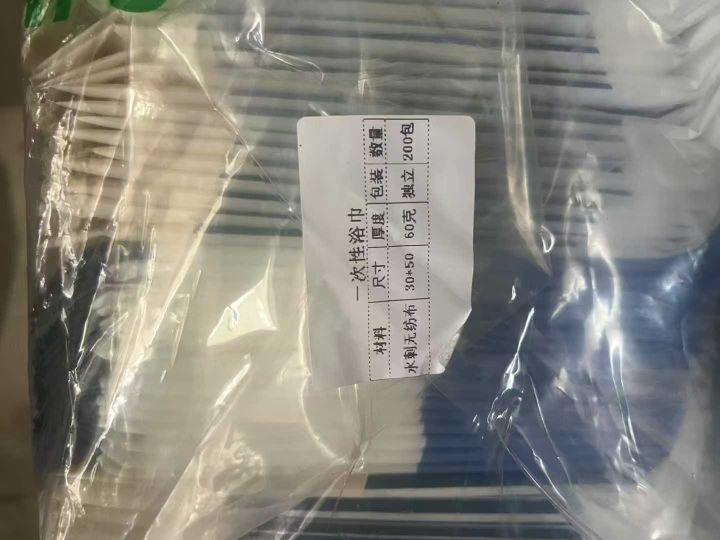 一次性浴巾
材料 尺寸 厚度 包装 数量
水刺无纺布 30*50 60克 独立 200包